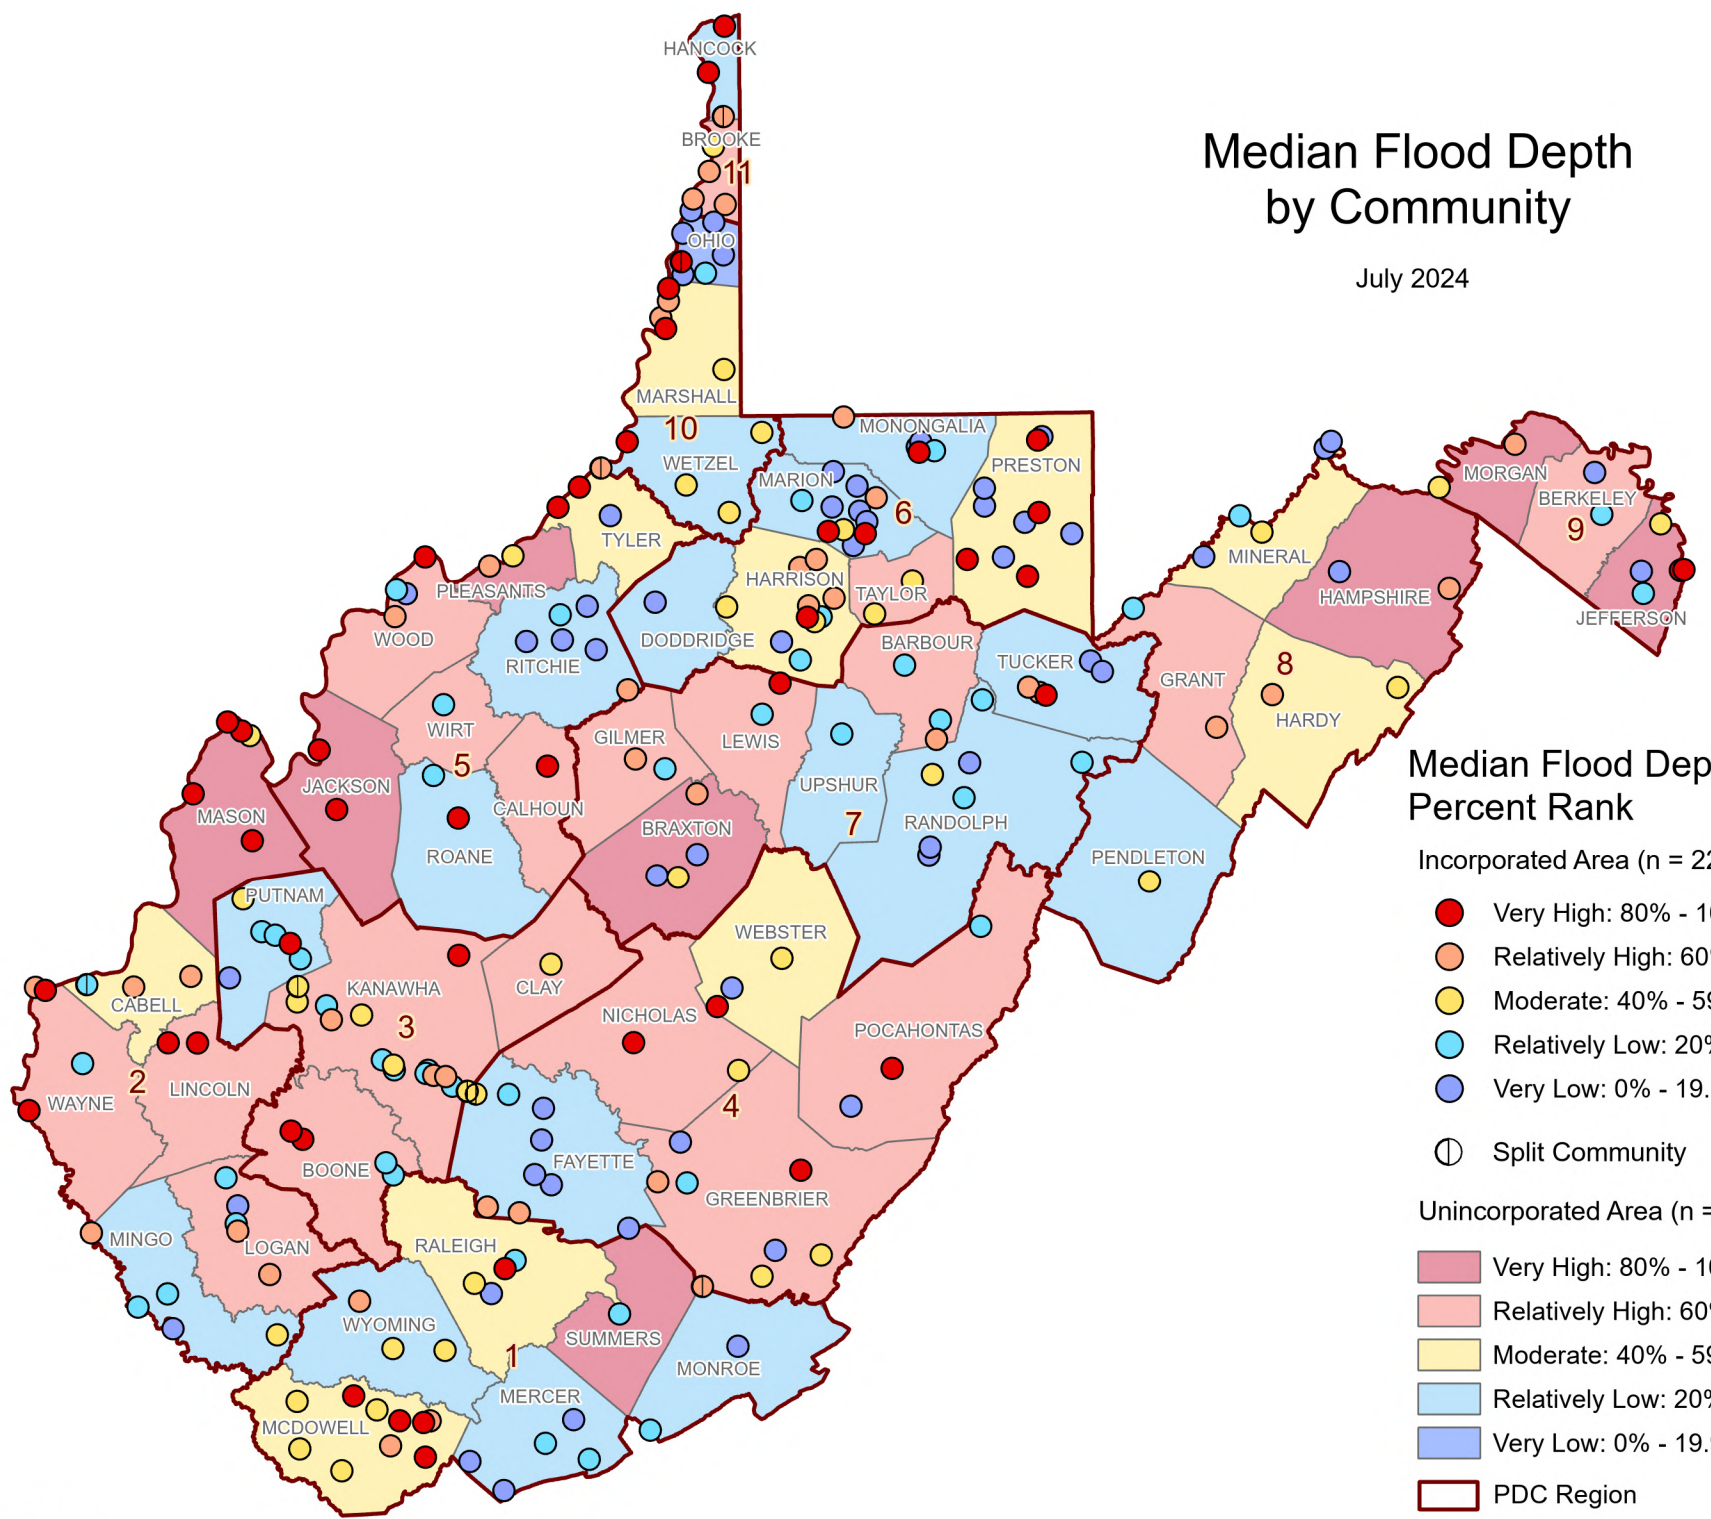 Median Flood Depth
by Community
July 2024
HANCOCK
BROOKE
11
OHIO
MARSHALL
10
WETZEL
MONONGALIA
MARION
PRESTON
6
TYLER
HARRISON
TAYLOR
PLEASANTS
WOOD
RITCHIE
DODDRIDGE
BARBOUR
TUCKER
MINERAL
HAMPSHIRE
MORGAN
BERKELEY
9
JEFFERSON
8
GRANT
HARDY
WIRT
5
GILMER
LEWIS
UPSHUR
7
RANDOLPH
JACKSON
CALHOUN
MASON
BRAXTON
ROANE
PENDLETON
PUTNAM
WEBSTER
CABELL
KANAWHA
3
CLAY
NICHOLAS
POCAHONTAS
2
LINCOLN
WAYNE
4
BOONE
FAYETTE
GREENBRIER
MINGO
LOGAN
RALEIGH
WYOMING
1
SUMMERS
MONROE
MERCER
MCDOWELL
Median Flood Dep
Percent Rank
Incorporated Area (n = 22
Very High: 80% - 10
Relatively High: 60%
Moderate: 40% - 59
Relatively Low: 20%
Very Low: 0% - 19.
Split Community
Unincorporated Area (n =
Very High: 80% - 10
Relatively High: 60%
Moderate: 40% - 59
Relatively Low: 20%
Very Low: 0% - 19.
PDC Region